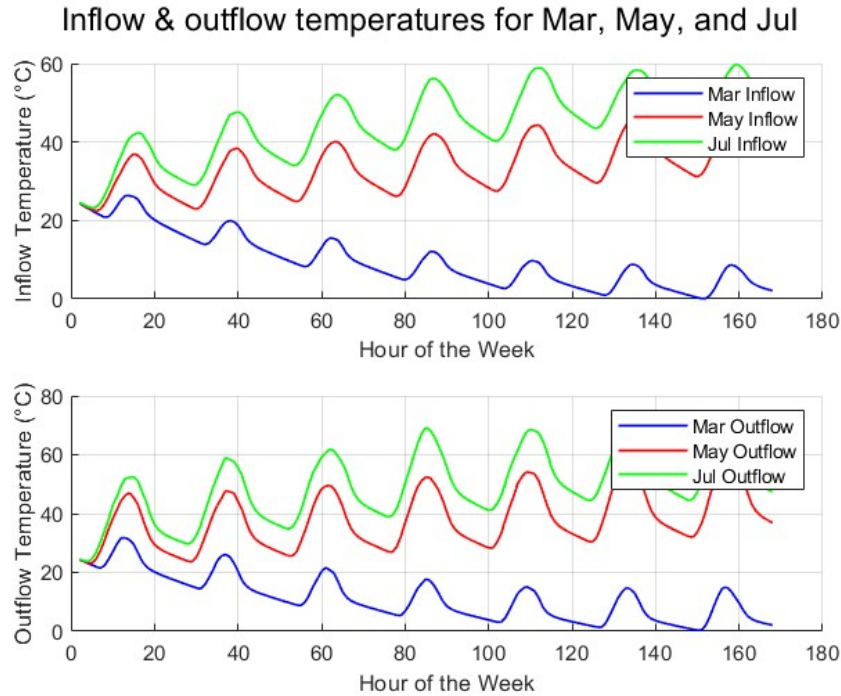 Inflow & outflow temperatures for Mar, May, and Jul
60
40
20
0
Inflow Temperature (°C)
Mar Inflow
May Inflow
Jul Inflow
0 20 40 60 80 100 120 140 160 180
Hour of the Week
80
60
40
20
0
Outflow Temperature (°C)
Mar Outflow
May Outflow
Jul Outflow
0 20 40 60 80 100 120 140 160 180
Hour of the Week